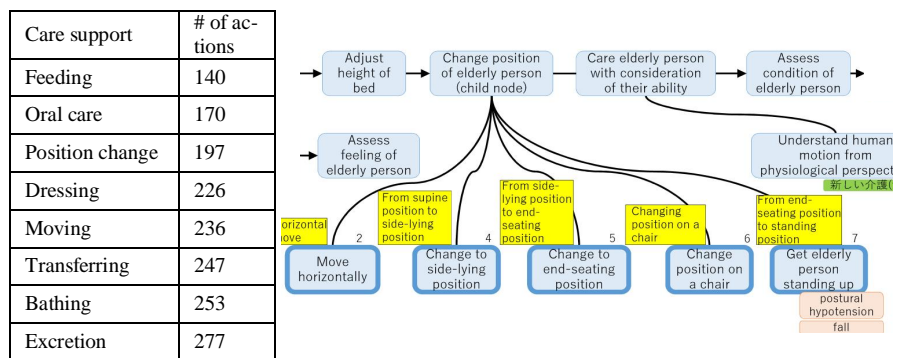 Care support
# of ac-
tions
Feeding
140
Oral care
170
Position change
197
Dressing
226
Moving
236
Transferring
247
Bathing
253
Excretion
277
Adjust
height of
bed
Change position
of elderly person
(child node)
Care elderly person
with consideration
of their ability
Assess
condition of
elderly person
Assess
feeling of
elderly person
Understand human
motion from
physiological perspect
新しい介護(
orizontal
ove
From supine
position to
side-lying
position
From side-
lying position
to end-
seating
position
Changing
position on a
chair
From end-
seating position
to standing
position
2
Move
horizontally
4
Change to
side-lying
position
5
Change to
end-seating
position
6
Change
position on
a chair
7
Get elderly
person
standing up
postural
hypotension
fall